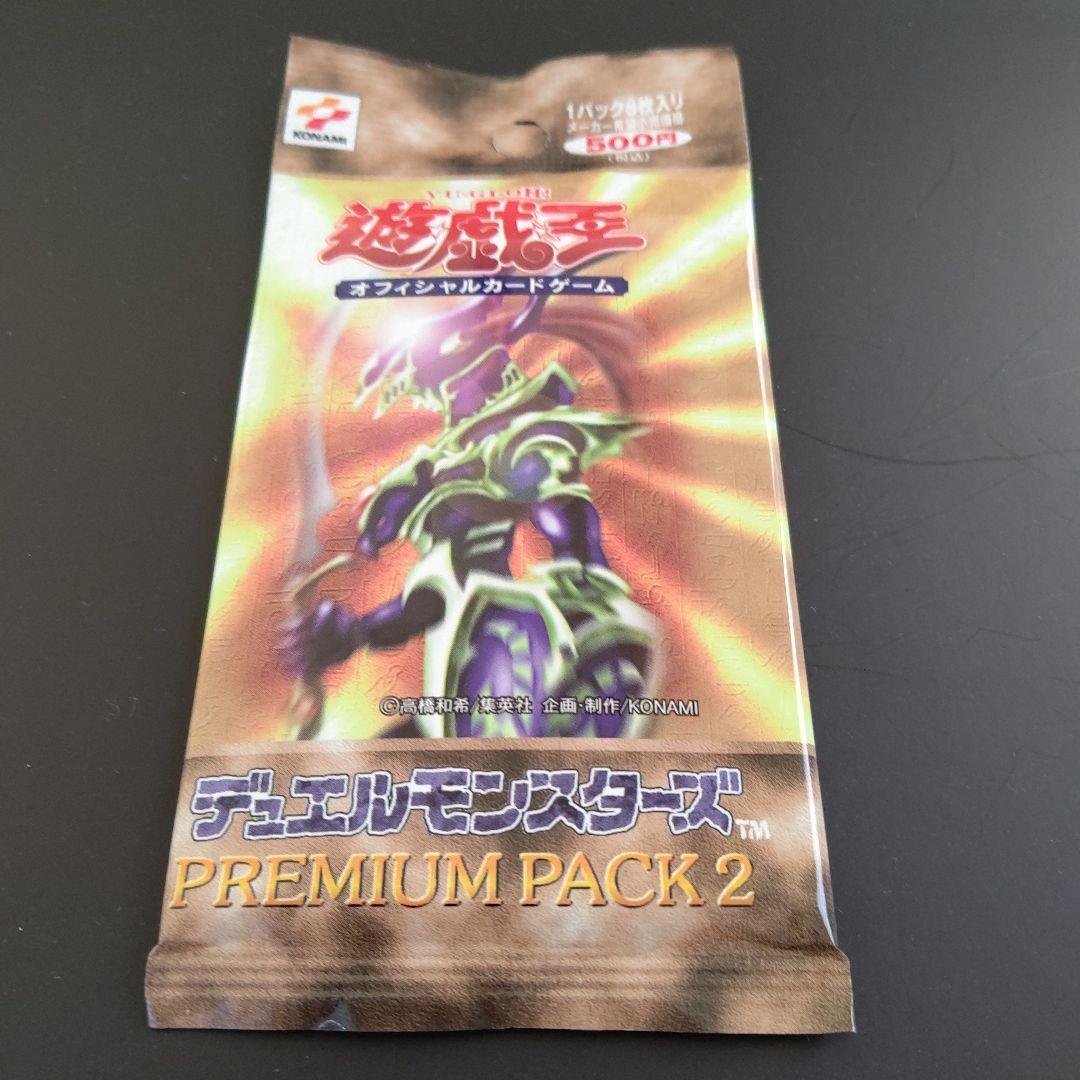 KONAMI
1パック8枚入り
メーカー希望小売価格
500円
(税込)
YU-GI-OH!
遊戯王
オフィシャルカードゲーム
©高橋和希/集英社 企画・制作/KONAMI
デュエルモンスターズTM
PREMIUM PACK 2